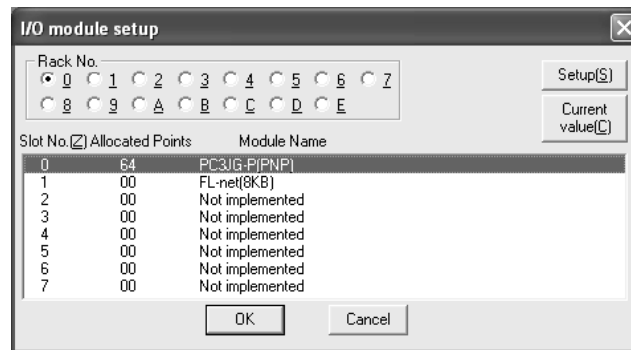 I/O module setup
Rack No.
0 1 2 3 4 5 6 7
8 9 A B C D E
Setup(S)
Current
value(C)
Slot No.(Z) Allocated Points Module Name
0 64 PC3JG-P(PNP)
1 00 FL-net(8KB)
2 00 Not implemented
3 00 Not implemented
4 00 Not implemented
5 00 Not implemented
6 00 Not implemented
7 00 Not implemented
OK Cancel